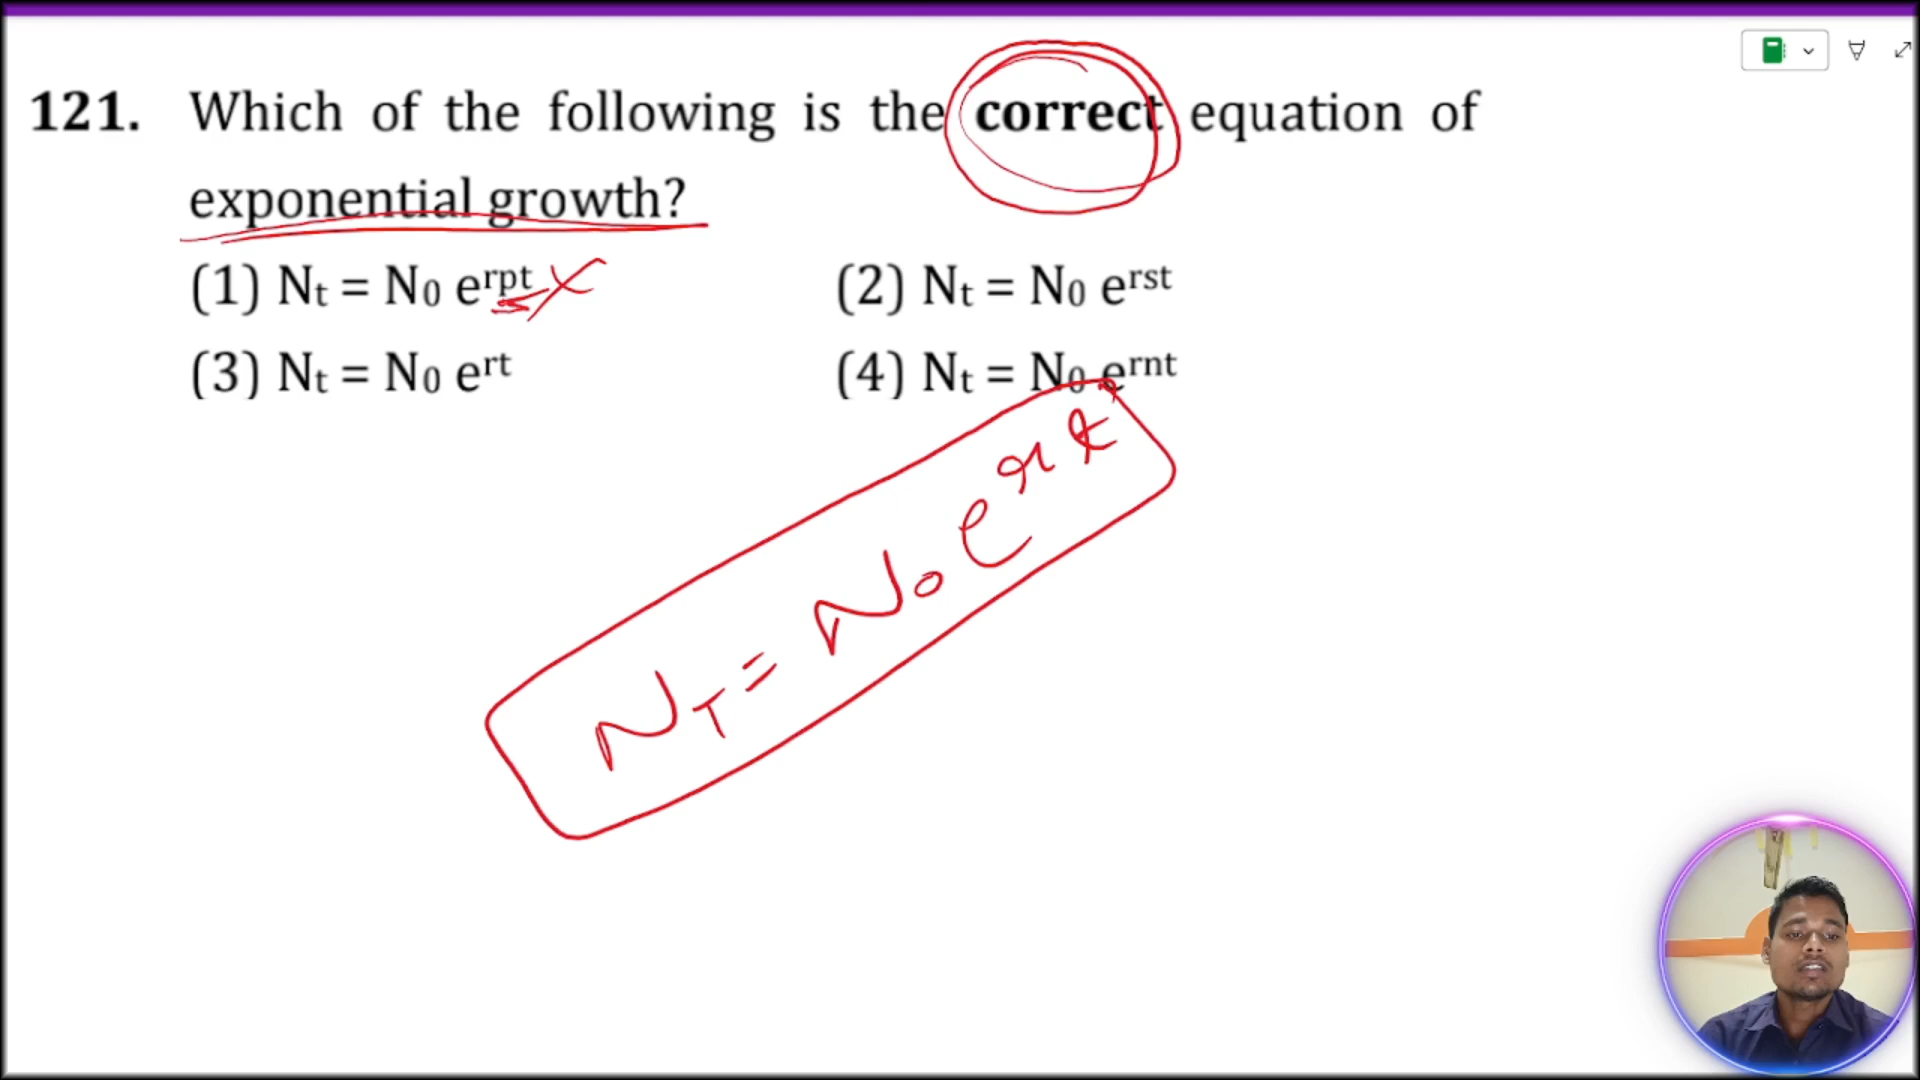 121. Which of the following is the correct equation of
exponential growth?
(1) Nₜ = N₀ eʳᵖᵗ (2) Nₜ = N₀ eʳˢᵗ
(3) Nₜ = N₀ eʳᵗ (4) Nₜ = N₀ eʳⁿᵗ
N_T = N₀ eʳᵗ